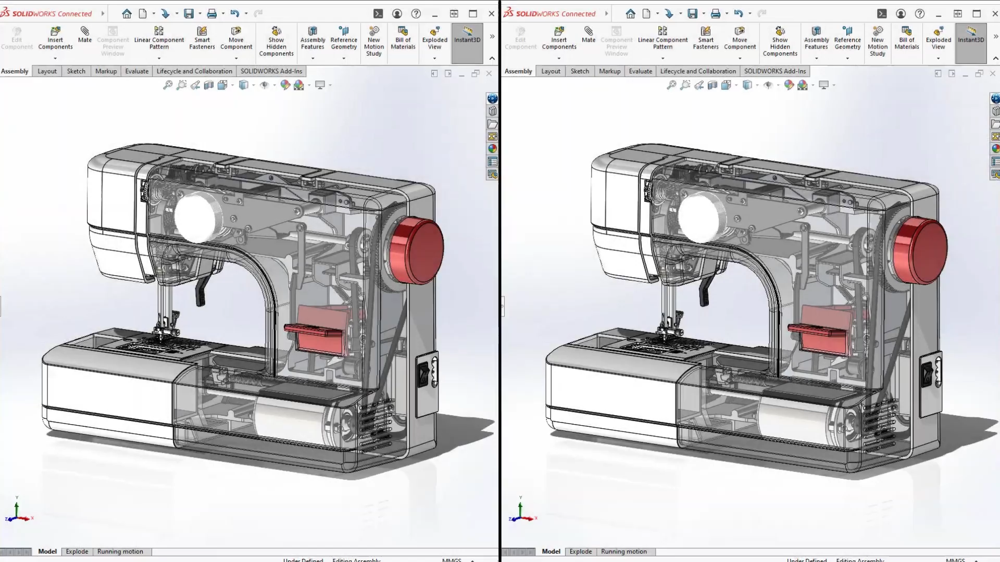 SOLIDWORKS Connected
Edit Component
Insert Components
Mate
Component Preview Window
Linear Component Pattern
Smart Fasteners
Move Component
Show Hidden Components
Assembly Features
Reference Geometry
New Motion Study
Bill of Materials
Exploded View
Instant3D
Assembly Layout Sketch Markup Evaluate Lifecycle and Collaboration SOLIDWORKS Add-Ins
Y
Z X
Model Explode Running motion
Under Defined Editing Assembly MMGS
SOLIDWORKS Connected
Edit Component
Insert Components
Mate
Component Preview Window
Linear Component Pattern
Smart Fasteners
Move Component
Show Hidden Components
Assembly Features
Reference Geometry
New Motion Study
Bill of Materials
Exploded View
Instant3D
Assembly Layout Sketch Markup Evaluate Lifecycle and Collaboration SOLIDWORKS Add-Ins
Y
Z X
Model Explode Running motion
Under Defined Editing Assembly MMGS